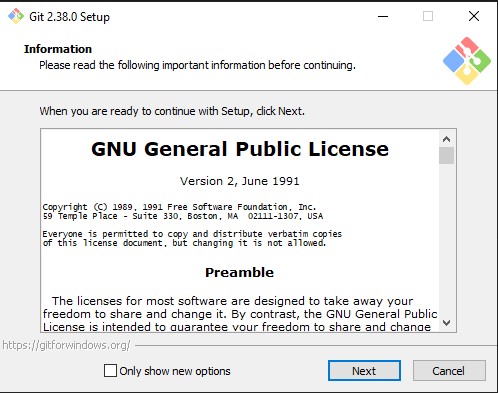 Git 2.38.0 Setup
Information
Please read the following important information before continuing.
When you are ready to continue with Setup, click Next.
GNU General Public License
Version 2, June 1991
Copyright (C) 1989, 1991 Free Software Foundation, Inc.
59 Temple Place - Suite 330, Boston, MA  02111-1307, USA
Everyone is permitted to copy and distribute verbatim copies
of this license document, but changing it is not allowed.
Preamble
The licenses for most software are designed to take away your
freedom to share and change it. By contrast, the GNU General Public
License is intended to guarantee your freedom to share and change
https://gitforwindows.org/
Only show new options
Next
Cancel